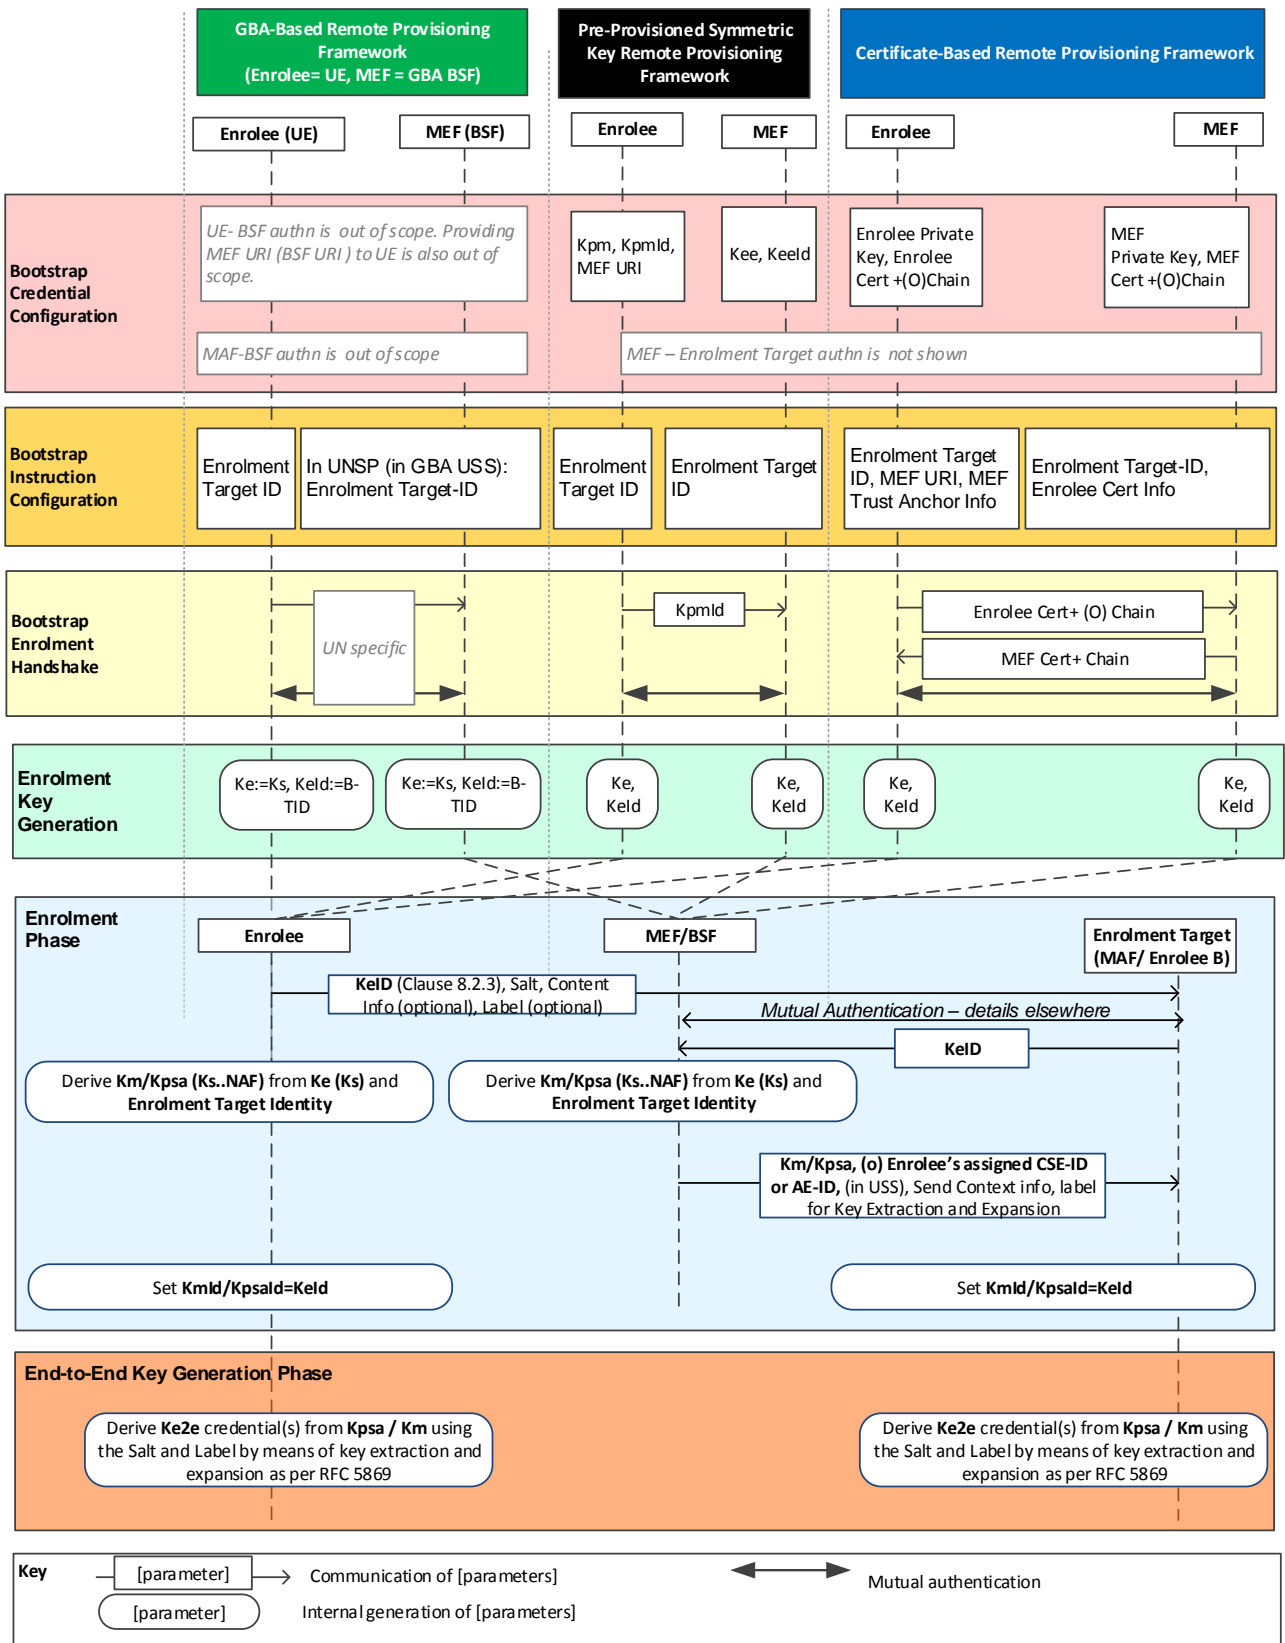 GBA-Based Remote Provisioning
Framework
(Enrolee= UE, MEF = GBA BSF)
Pre-Provisioned Symmetric
Key Remote Provisioning
Framework
Certificate-Based Remote Provisioning Framework
Enrolee (UE)
MEF (BSF)
Enrolee
MEF
Enrolee
MEF
Bootstrap
Credential
Configuration
UE- BSF authn is out of scope. Providing
MEF URI (BSF URI ) to UE is also out of
scope.
Kpm, KpmId,
MEF URI
Kee, KeeId
Enrolee Private
Key, Enrolee
Cert +(O)Chain
MEF
Private Key, MEF
Cert +(O)Chain
MAF-BSF authn is out of scope
MEF – Enrolment Target authn is not shown
Bootstrap
Instruction
Configuration
Enrolment
Target ID
In UNSP (in GBA USS):
Enrolment Target-ID
Enrolment
Target ID
Enrolment Target
ID
Enrolment Target
ID, MEF URI, MEF
Trust Anchor Info
Enrolment Target-ID,
Enrolee Cert Info
Bootstrap
Enrolment
Handshake
UN specific
KpmId
Enrolee Cert+ (O) Chain
MEF Cert+ Chain
Enrolment
Key
Generation
Ke:=Ks, KeId:=B-
TID
Ke:=Ks, KeId:=B-
TID
Ke,
KeId
Ke,
KeId
Ke,
KeId
Ke,
KeId
Enrolment
Phase
Enrolee
MEF/BSF
Enrolment Target
(MAF/ Enrolee B)
KeID (Clause 8.2.3), Salt, Content
Info (optional), Label (optional)
Mutual Authentication – details elsewhere
KeID
Derive Km/Kpsa (Ks..NAF) from Ke (Ks) and
Enrolment Target Identity
Derive Km/Kpsa (Ks..NAF) from Ke (Ks) and
Enrolment Target Identity
Km/Kpsa, (o) Enrolee’s assigned CSE-ID
or AE-ID, (in USS), Send Context info, label
for Key Extraction and Expansion
Set KmId/KpsaId=KeId
Set KmId/KpsaId=KeId
End-to-End Key Generation Phase
Derive Ke2e credential(s) from Kpsa / Km using
the Salt and Label by means of key extraction and
expansion as per RFC 5869
Derive Ke2e credential(s) from Kpsa / Km using
the Salt and Label by means of key extraction and
expansion as per RFC 5869
Key
[parameter]
Communication of [parameters]
Mutual authentication
[parameter]
Internal generation of [parameters]